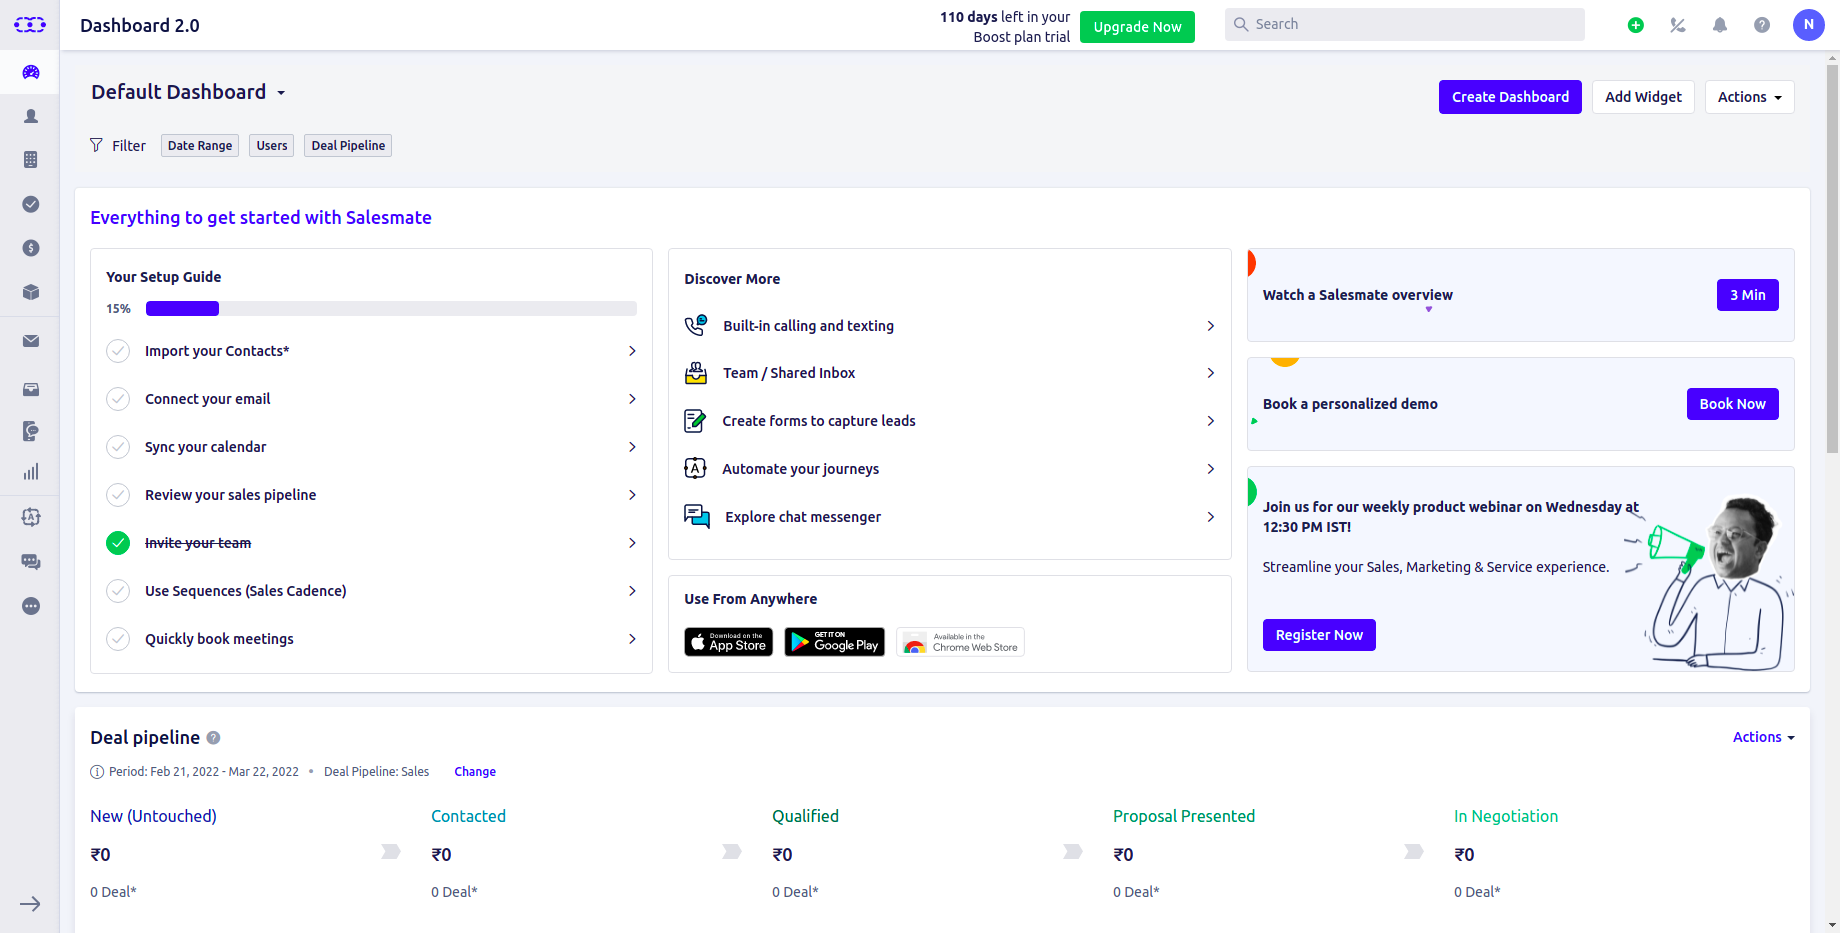 Dashboard 2.0
110 days left in your
Boost plan trial
Upgrade Now
Search
N
Default Dashboard
Create Dashboard
Add Widget
Actions
Filter
Date Range
Users
Deal Pipeline
Everything to get started with Salesmate
Your Setup Guide
15%
Import your Contacts*
Connect your email
Sync your calendar
Review your sales pipeline
Invite your team
Use Sequences (Sales Cadence)
Quickly book meetings
Discover More
Built-in calling and texting
Team / Shared Inbox
Create forms to capture leads
Automate your journeys
Explore chat messenger
Use From Anywhere
Download on the
App Store
GET IT ON
Google Play
Available in the
Chrome Web Store
Watch a Salesmate overview
3 Min
Book a personalized demo
Book Now
Join us for our weekly product webinar on Wednesday at
12:30 PM IST!
Streamline your Sales, Marketing & Service experience.
Register Now
Deal pipeline
Actions
Period: Feb 21, 2022 - Mar 22, 2022 • Deal Pipeline: Sales Change
New (Untouched)
₹0
0 Deal*
Contacted
₹0
0 Deal*
Qualified
₹0
0 Deal*
Proposal Presented
₹0
0 Deal*
In Negotiation
₹0
0 Deal*